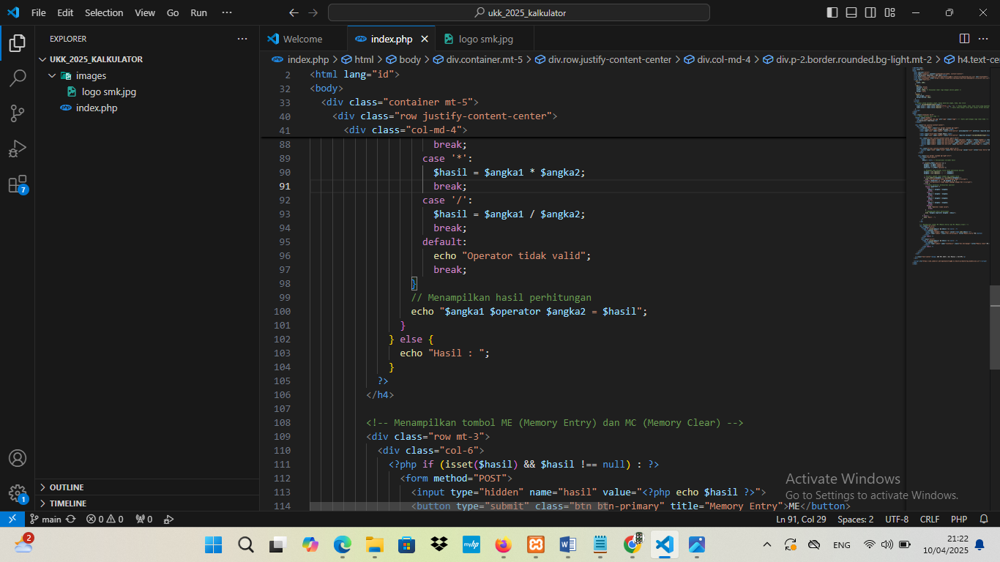 File Edit Selection View Go Run ···
ukk_2025_kalkulator
EXPLORER ···
UKK_2025_KALKULATOR
images
logo smk.jpg
index.php
OUTLINE
TIMELINE
7
1
Welcome
index.php
logo smk.jpg
index.php > html > body > div.container.mt-5 > div.row.justify-content-center > div.col-md-4 > div.p-2.border.rounded.bg-light.mt-2 > h4.text-ce
2 <html lang="id">
32 <body>
33 <div class="container mt-5">
40 <div class="row justify-content-center">
41 <div class="col-md-4">
88 break;
89 case '*':
90 $hasil = $angka1 * $angka2;
91 break;
92 case '/':
93 $hasil = $angka1 / $angka2;
94 break;
95 default:
96 echo "Operator tidak valid";
97 break;
98 }
99 // Menampilkan hasil perhitungan
100 echo "$angka1 $operator $angka2 = $hasil";
101 }
102 } else {
103 echo "Hasil : ";
104 }
105 ?>
106 </h4>
107
108 <!-- Menampilkan tombol ME (Memory Entry) dan MC (Memory Clear) -->
109 <div class="row mt-3">
110 <div class="col-6">
111 <?php if (isset($hasil) && $hasil !== null) : ?>
112 <form method="POST">
113 <input type="hidden" name="hasil" value="<?php echo $hasil ?>">
114 <button type="submit" class="btn btn-primary" title="Memory Entry">ME</button>
Activate Windows
Go to Settings to activate Windows.
main 0 0 0
Ln 91, Col 29 Spaces: 2 UTF-8 CRLF PHP
2
myhp
ENG
21:22
10/04/2025